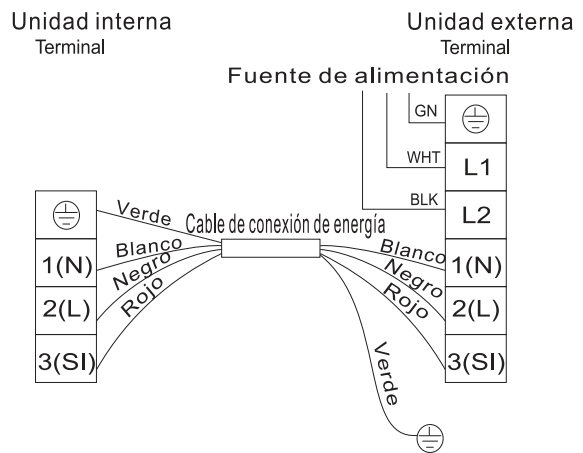 Unidad interna
Terminal
Unidad externa
Terminal
Fuente de alimentación
GN
WHT
L1
BLK
L2
Verde
Cable de conexión de energía
Blanco
Blanco
1(N)
1(N)
Negro
Negro
2(L)
2(L)
Rojo
Rojo
3(SI)
3(SI)
Verde